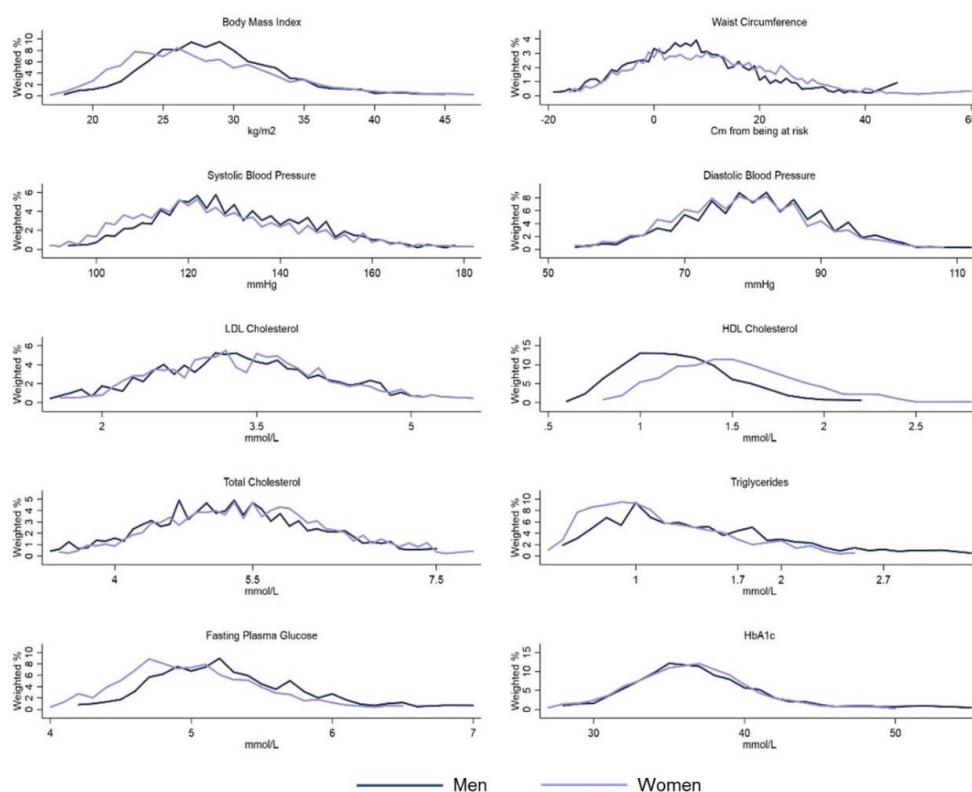 Body Mass Index
Weighted %
0 2 4 6 8 10
20 25 30 35 40 45
kg/m2
Waist Circumference
Weighted %
0 1 2 3 4
-20 0 20 40 60
Cm from being at risk
Systolic Blood Pressure
Weighted %
0 2 4 6
100 120 140 160 180
mmHg
Diastolic Blood Pressure
Weighted %
0 2 4 6 8
50 70 90 110
mmHg
LDL Cholesterol
Weighted %
0 2 4 6
2 3.5 5
mmol/L
HDL Cholesterol
Weighted %
0 5 10 15
.5 1 1.5 2 2.5
mmol/L
Total Cholesterol
Weighted %
0 1 2 3 4 5
4 5.5 7.5
mmol/L
Triglycerides
Weighted %
0 2 4 6 8 10
1 1.7 2 2.7
mmol/L
Fasting Plasma Glucose
Weighted %
0 2 4 6 8 10
4 5 6 7
mmol/L
HbA1c
Weighted %
0 5 10 15
30 40 50
mmol/L
Men Women